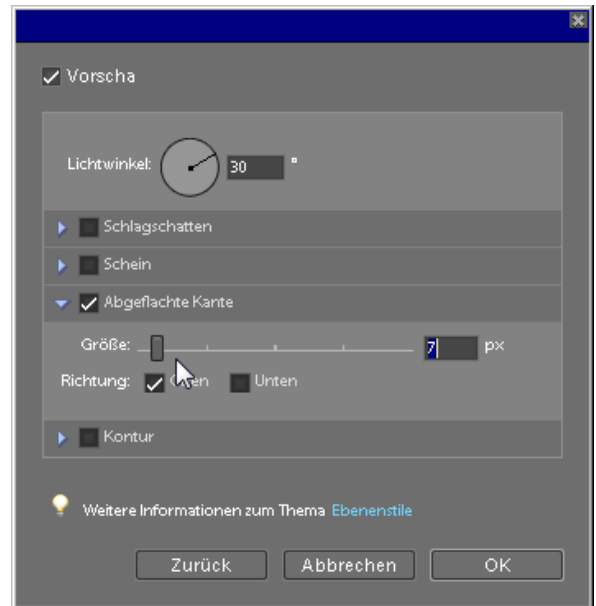 Vorscha
Lichtwinkel: 30 °
Schlagschatten
Schein
Abgeflachte Kante
Größe: 7 px
Richtung: Unten
Kontur
Weitere Informationen zum Thema Ebenenstile
Zurück Abbrechen OK